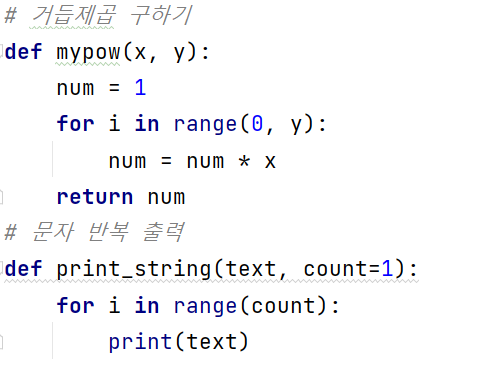 # 거듭제곱 구하기
def mypow(x, y):
    num = 1
    for i in range(0, y):
        num = num * x
    return num
# 문자 반복 출력
def print_string(text, count=1):
    for i in range(count):
        print(text)